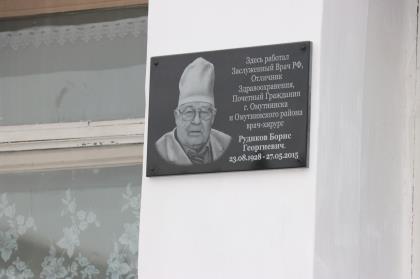 Здесь работал
Заслуженный Врач РФ,
Отличник
Здравоохранения,
Почетный Гражданин
г. Омутнинска
и Омутнинского района
врач-хирург
Рудиков Борис
Георгиевич.
23.08.1928 - 27.05.2015